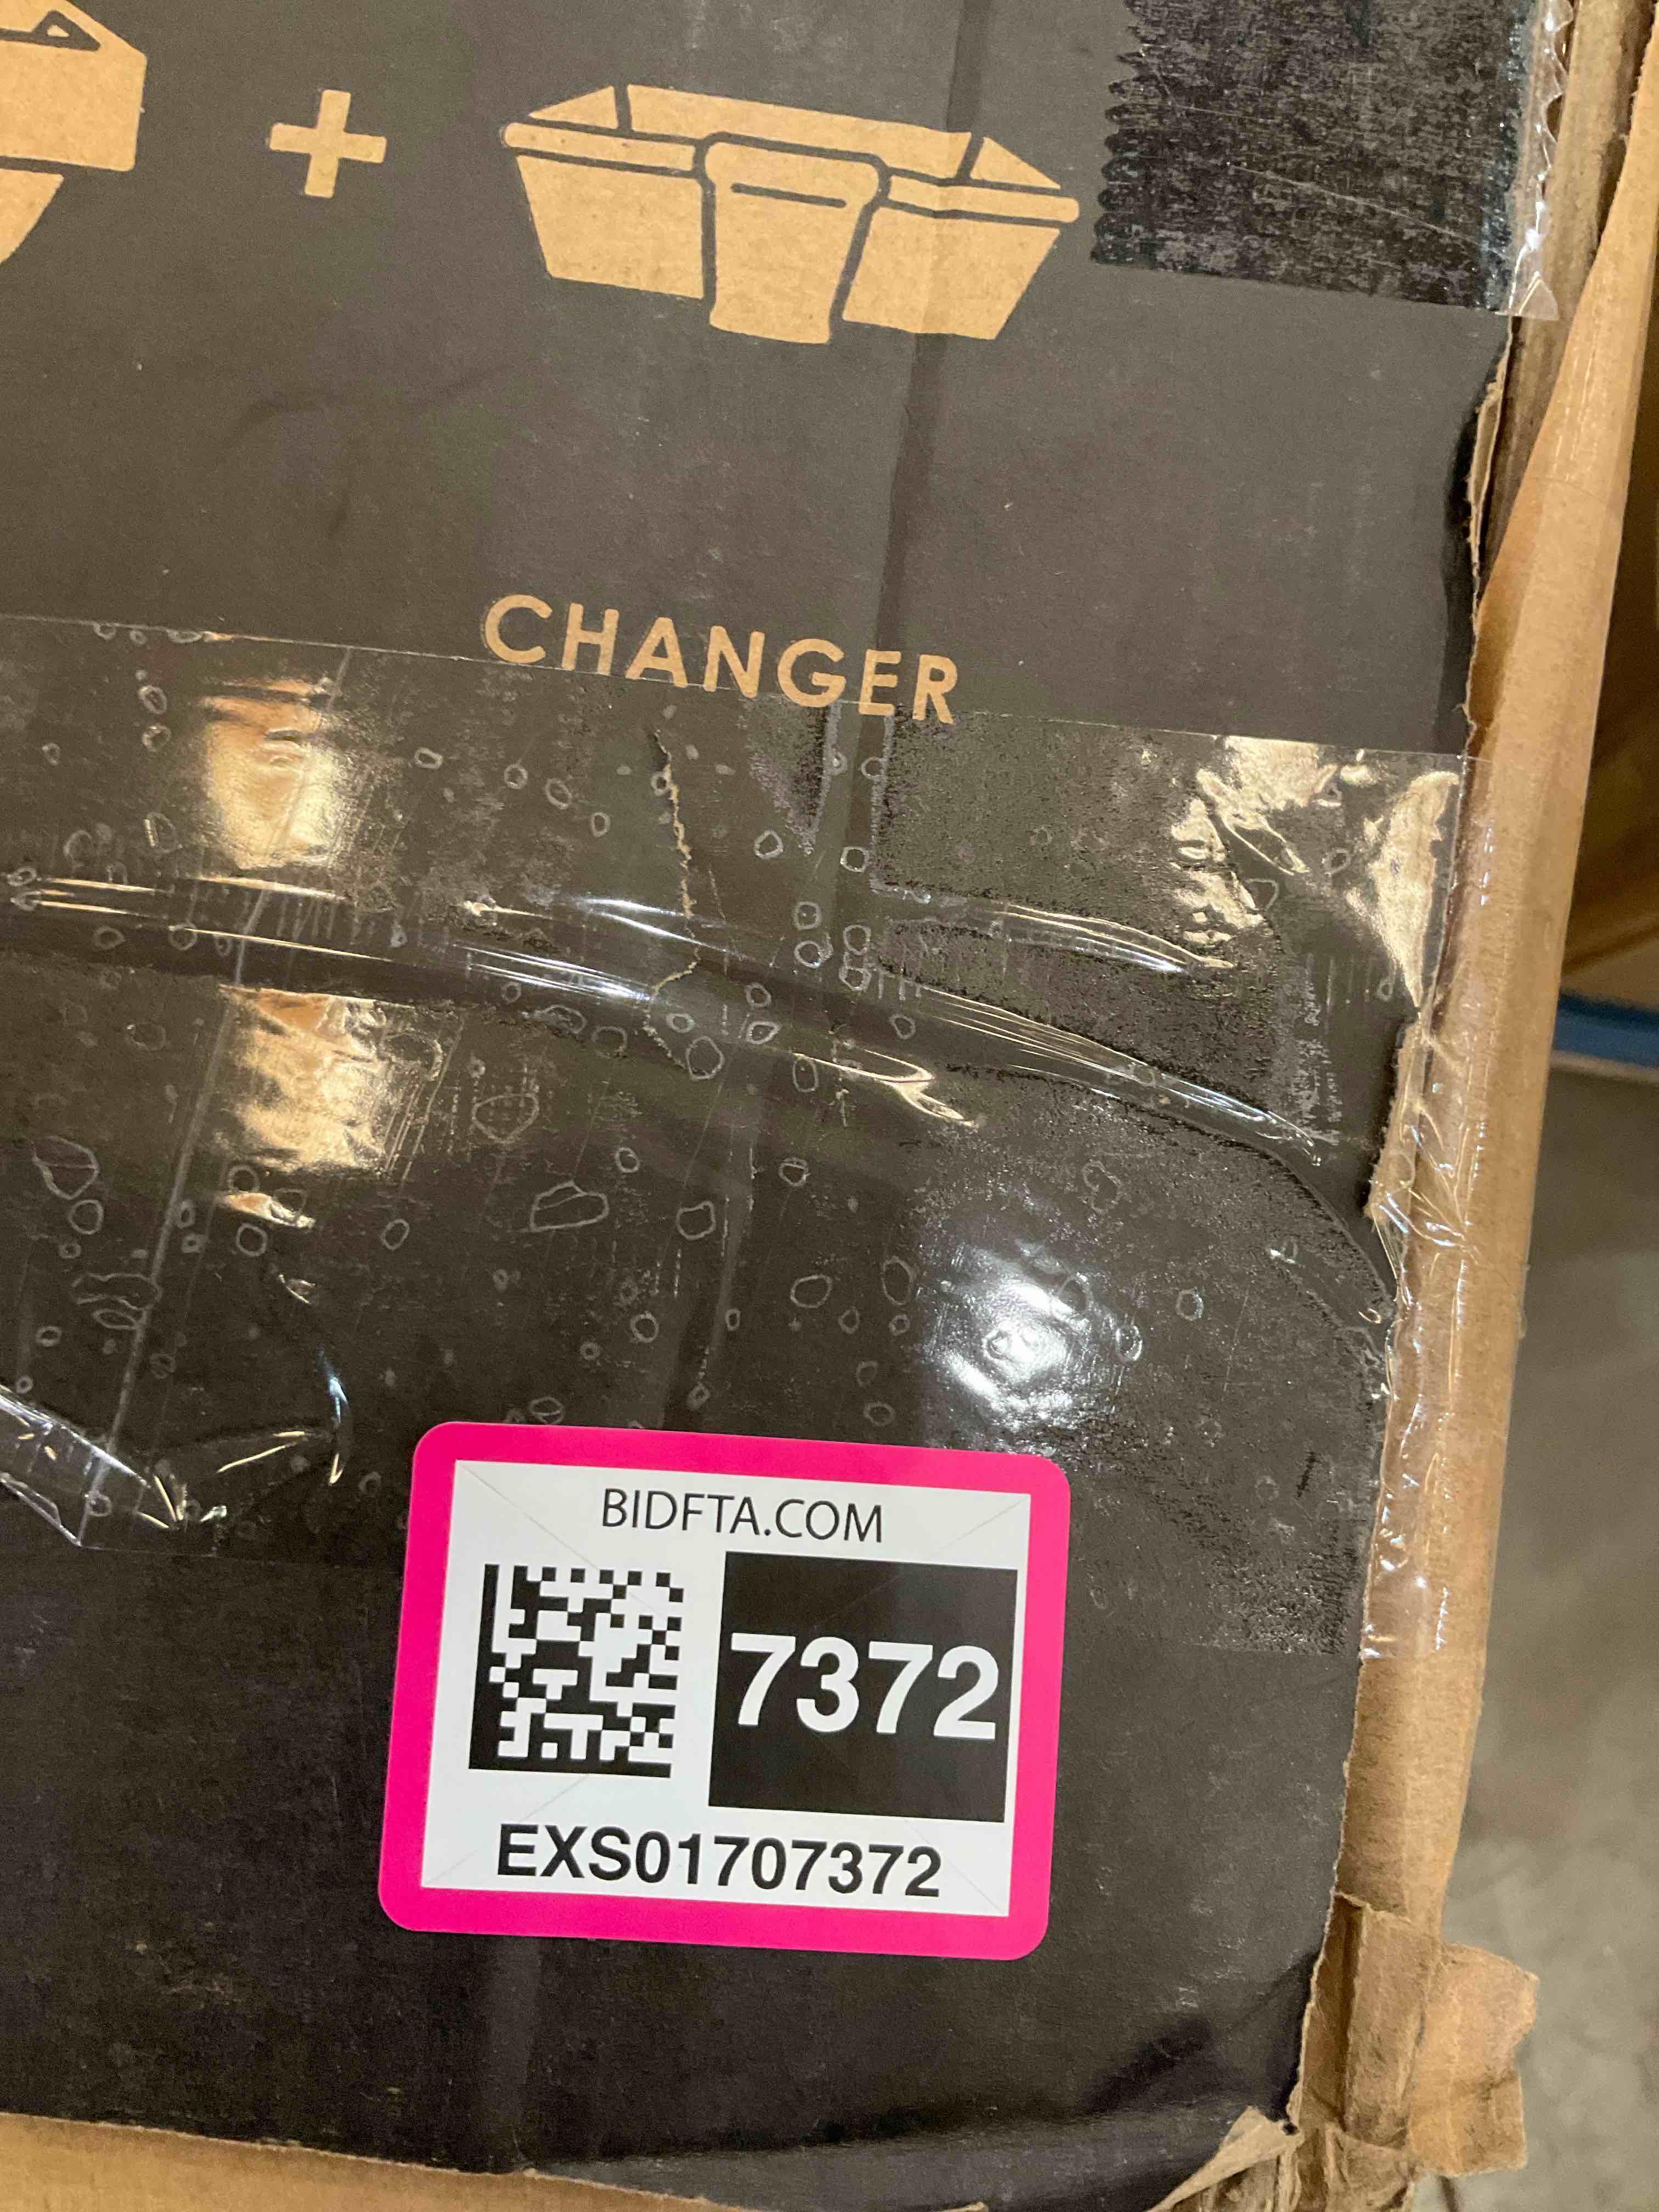 +
CHANGER
BIDFTA.COM
7372
EXS01707372